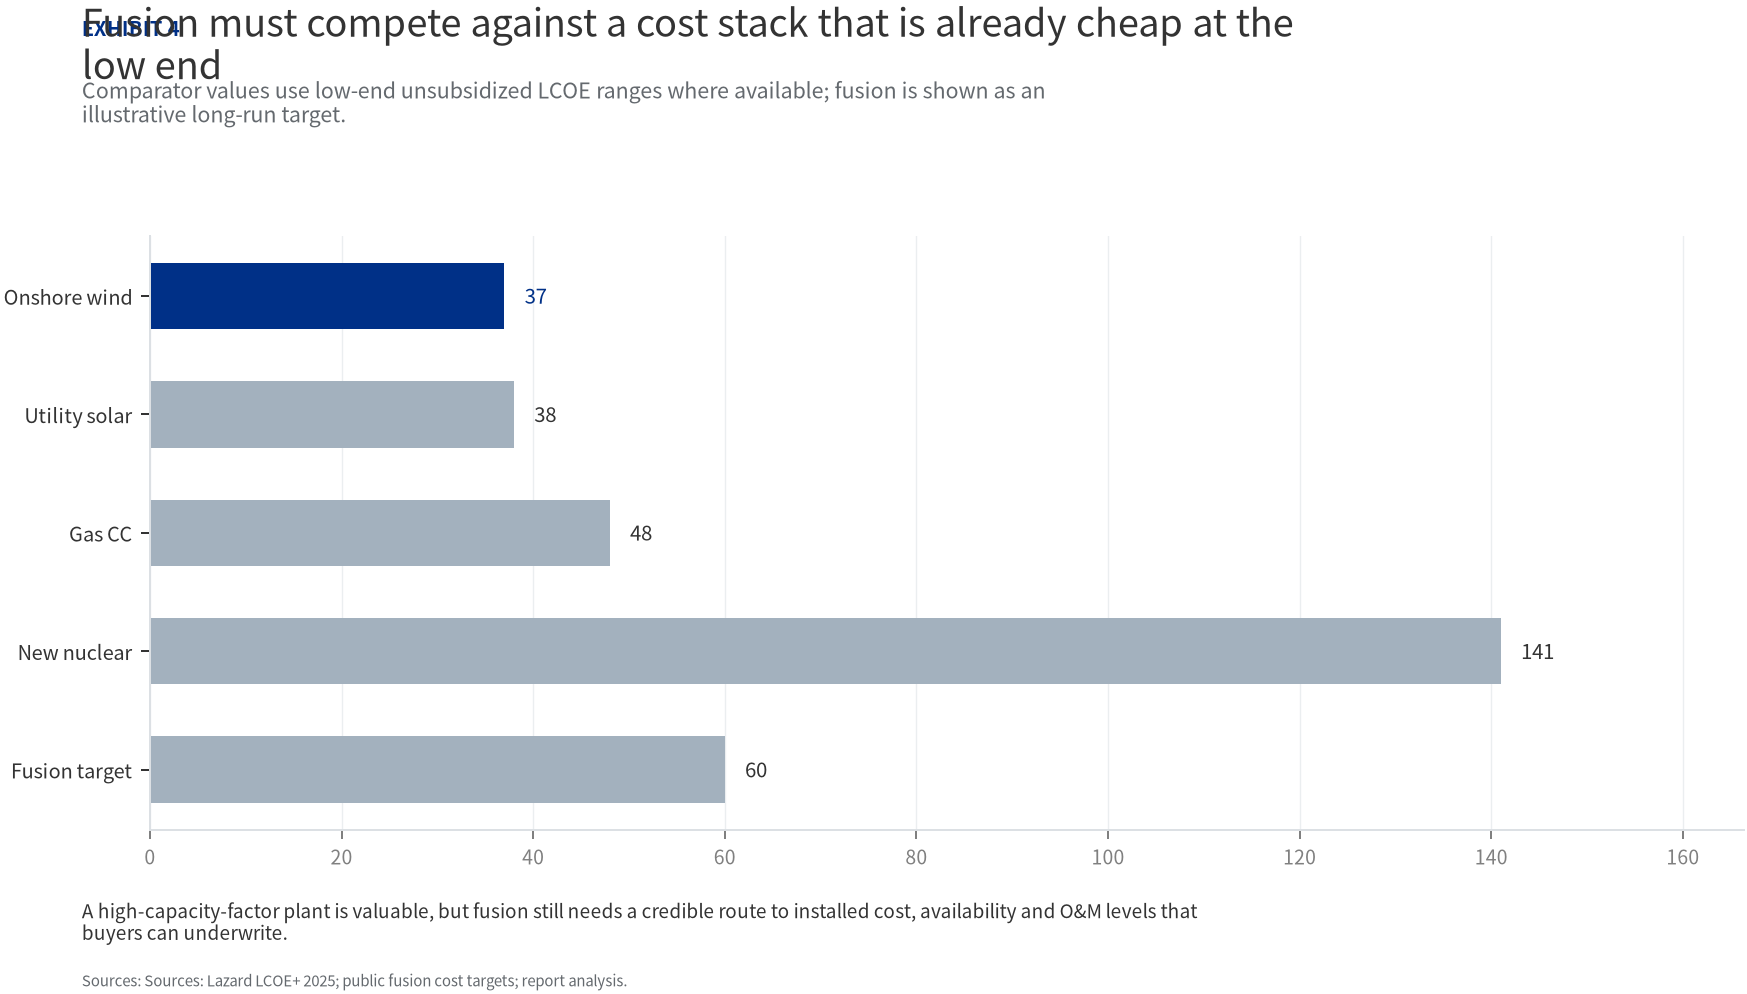 EXHIBIT 4
Fusion must compete against a cost stack that is already cheap at the
low end
Comparator values use low-end unsubsidized LCOE ranges where available; fusion is shown as an
illustrative long-run target.
Onshore wind
37
Utility solar
38
Gas CC
48
New nuclear
141
Fusion target
60
0 20 40 60 80 100 120 140 160
A high-capacity-factor plant is valuable, but fusion still needs a credible route to installed cost, availability and O&M levels that
buyers can underwrite.
Sources: Sources: Lazard LCOE+ 2025; public fusion cost targets; report analysis.